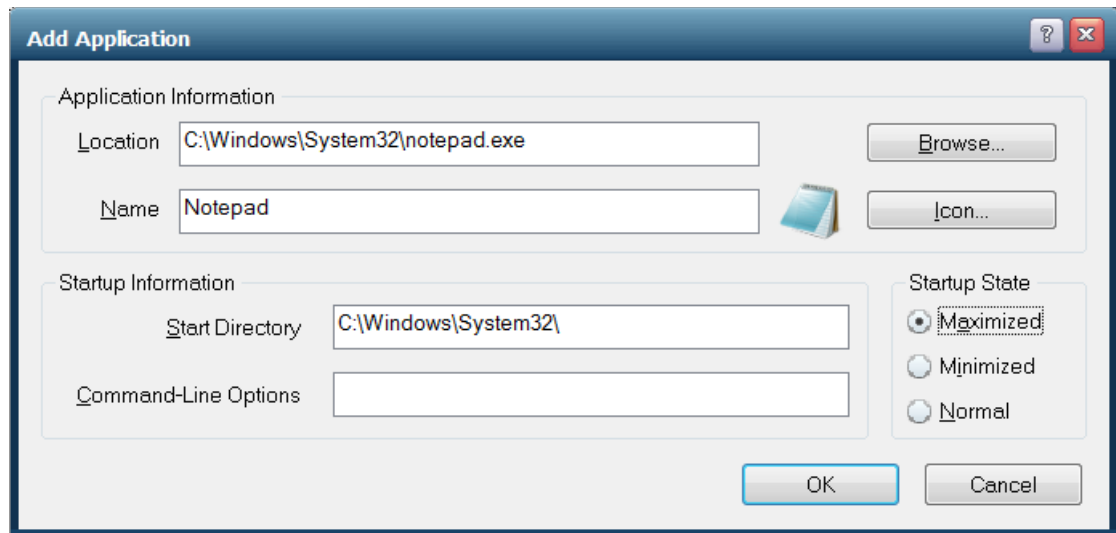 Add Application
Application Information
Location C:\Windows\System32\notepad.exe Browse...
Name Notepad Icon...
Startup Information
Start Directory C:\Windows\System32\
Command-Line Options
Startup State
Maximized
Minimized
Normal
OK Cancel